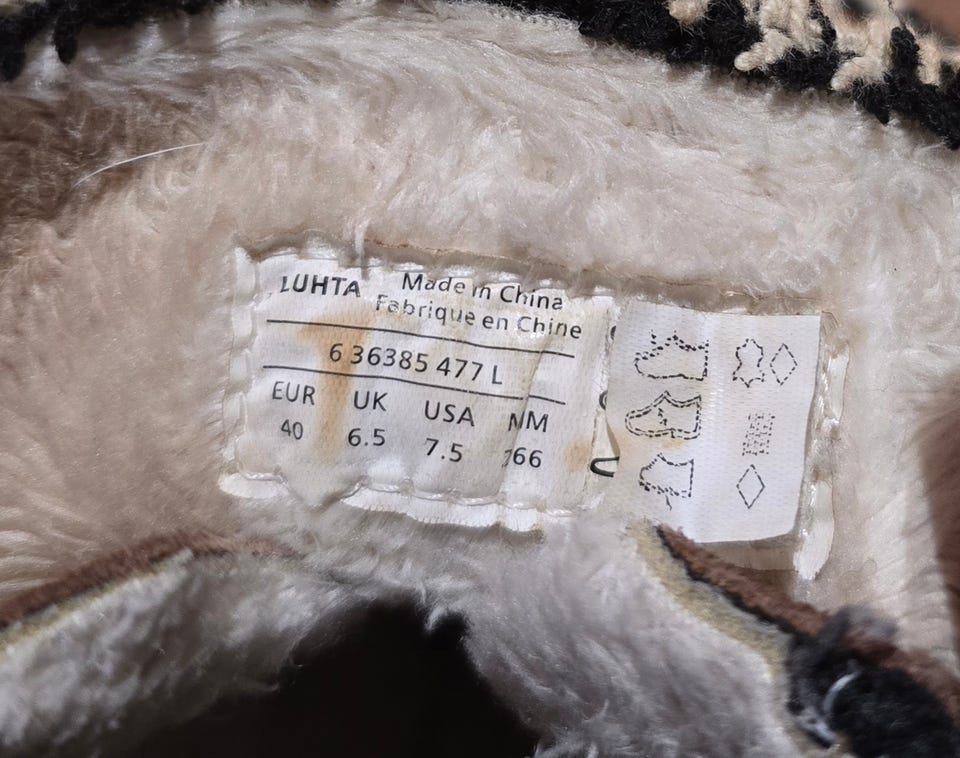 LUHTA
Made in China
Fabrique en Chine
6 36385 477 L
EUR UK USA MM
40 6.5 7.5 266